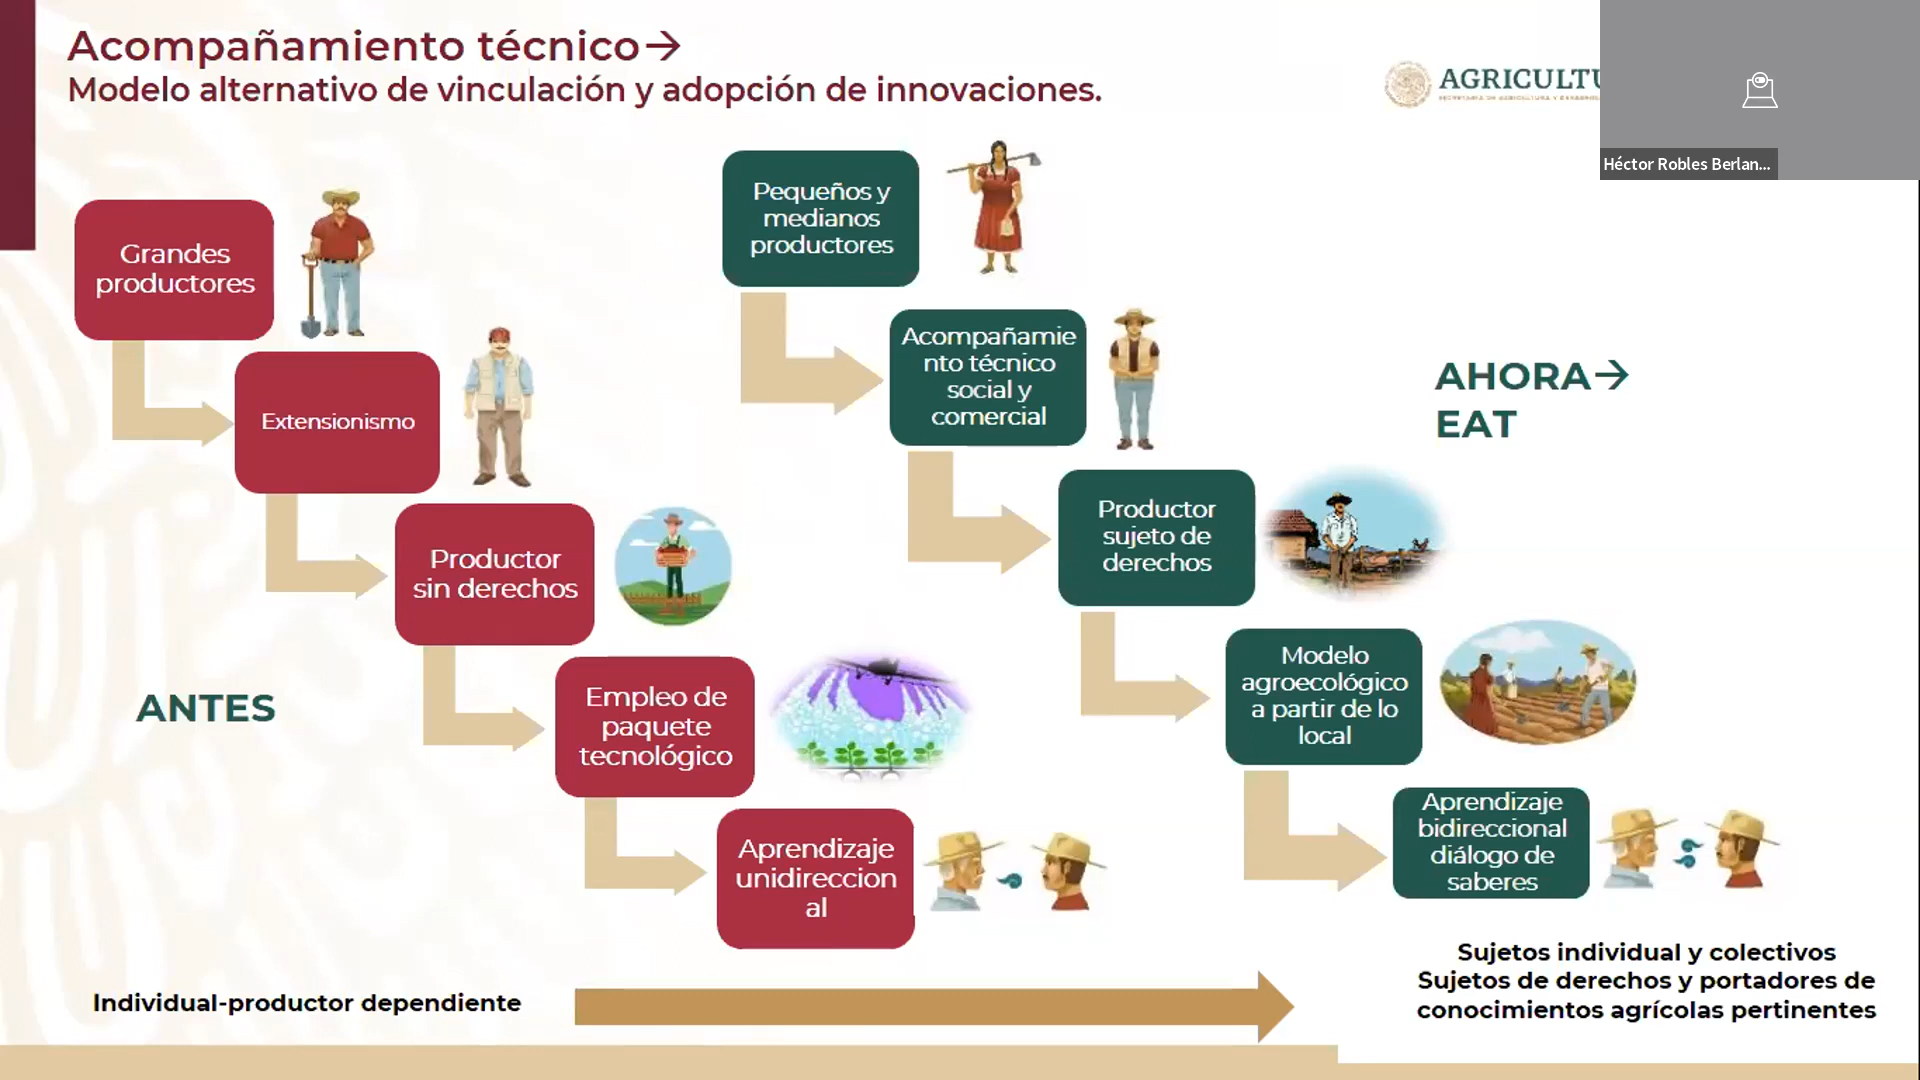 Acompañamiento técnico→
Modelo alternativo de vinculación y adopción de innovaciones.
AGRICULTU
Héctor Robles Berlan...
Grandes
productores
Extensionismo
Productor
sin derechos
Empleo de
paquete
tecnológico
Aprendizaje
unidireccion
al
ANTES
Pequeños y
medianos
productores
Acompañamie
nto técnico
social y
comercial
Productor
sujeto de
derechos
Modelo
agroecológico
a partir de lo
local
Aprendizaje
bidireccional
diálogo de
saberes
AHORA→
EAT
Individual-productor dependiente
Sujetos individual y colectivos
Sujetos de derechos y portadores de
conocimientos agrícolas pertinentes